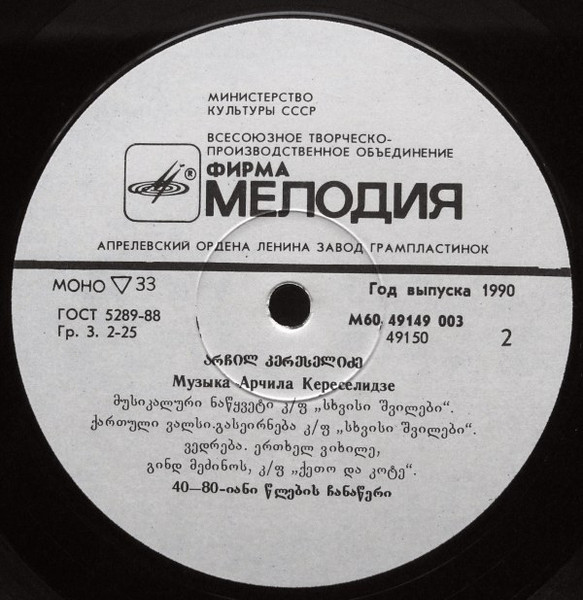 МИНИСТЕРСТВО
КУЛЬТУРЫ СССР
ВСЕСОЮЗНОЕ ТВОРЧЕСКО-
ПРОИЗВОДСТВЕННОЕ ОБЪЕДИНЕНИЕ
®
ФИРМА
МЕЛОДИЯ
АПРЕЛЕВСКИЙ ОРДЕНА ЛЕНИНА ЗАВОД ГРАМПЛАСТИНОК
МОНО ▽ 33
Год выпуска 1990
ГОСТ 5289-88
Гр. 3. 2-25
М60 49149 003
49150
2
არჩილ კერესელიძე
Музыка Арчила Кереселидзе
მუსიკალური ნაწყვეტი კ/ფ „სხვისი შვილები“.
ქართული ვალსი.გასეირნება კ/ფ „სხვისი შვილები“.
ვედრება. ერთხელ ვიხილე,
გინდ მეძინოს, კ/ფ „ქეთო და კოტე“.
40—80-იანი წლების ჩანაწერი